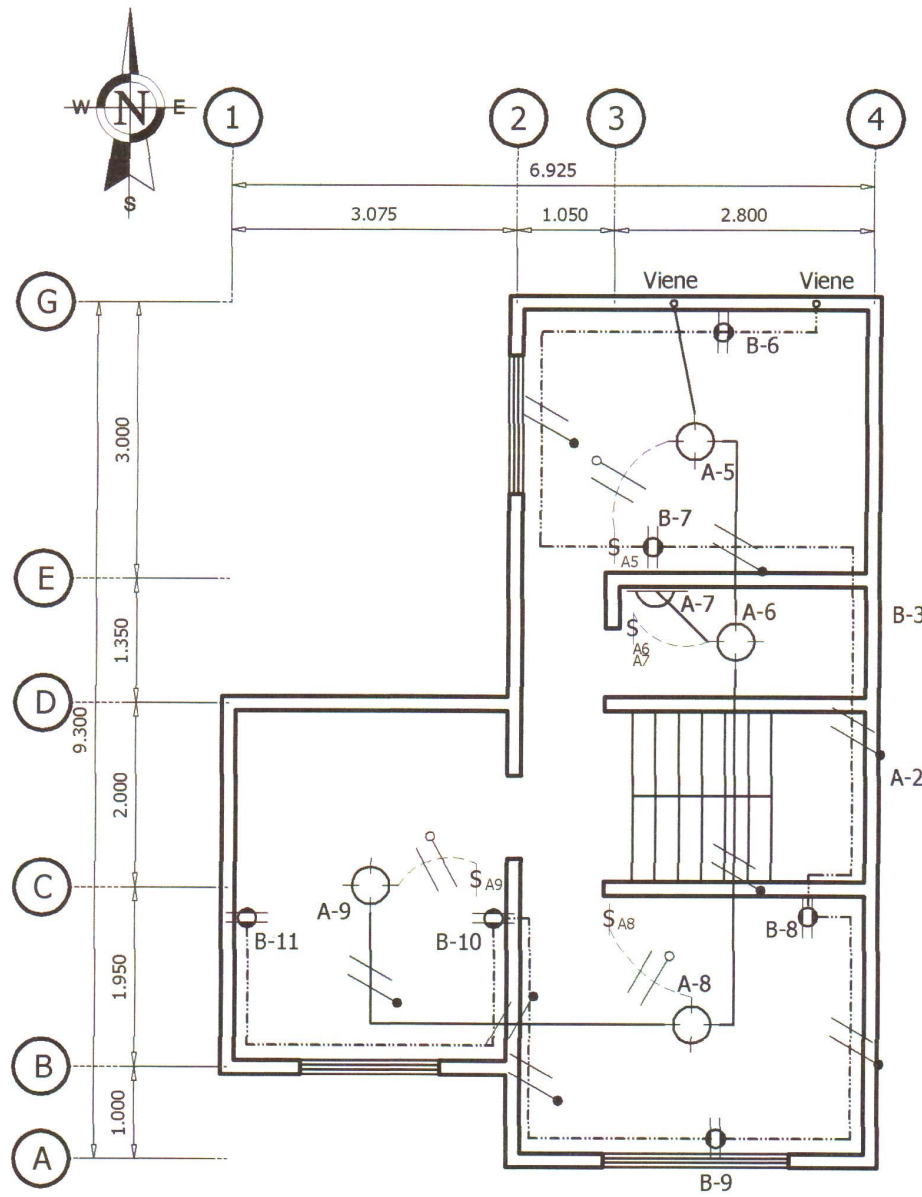 N
W E
S
1 2 3 4
6.925
3.075 1.050 2.800
G
Viene Viene
B-6
3.000
A-5
B-7
S A5
E
A-7 A-6
B-3
S A6 A7
1.350
D
9.300
A-2
2.000
C
S A9
A-9
S A8
B-11 B-10 B-8
1.950
A-8
B
1.000
A
B-9